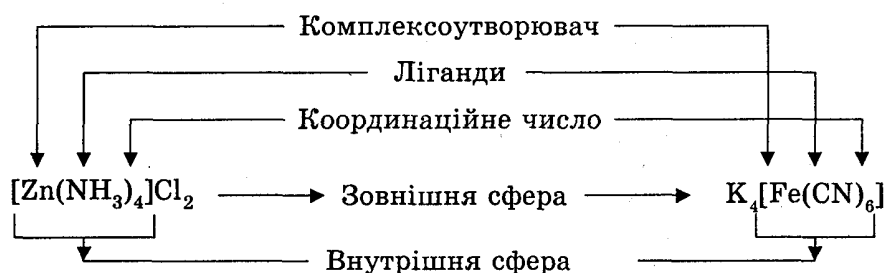 Комплексоутворювач
Ліганди
Координаційне число
[Zn(NH₃)₄]Cl₂ Зовнішня сфера K₄[Fe(CN)₆]
Внутрішня сфера